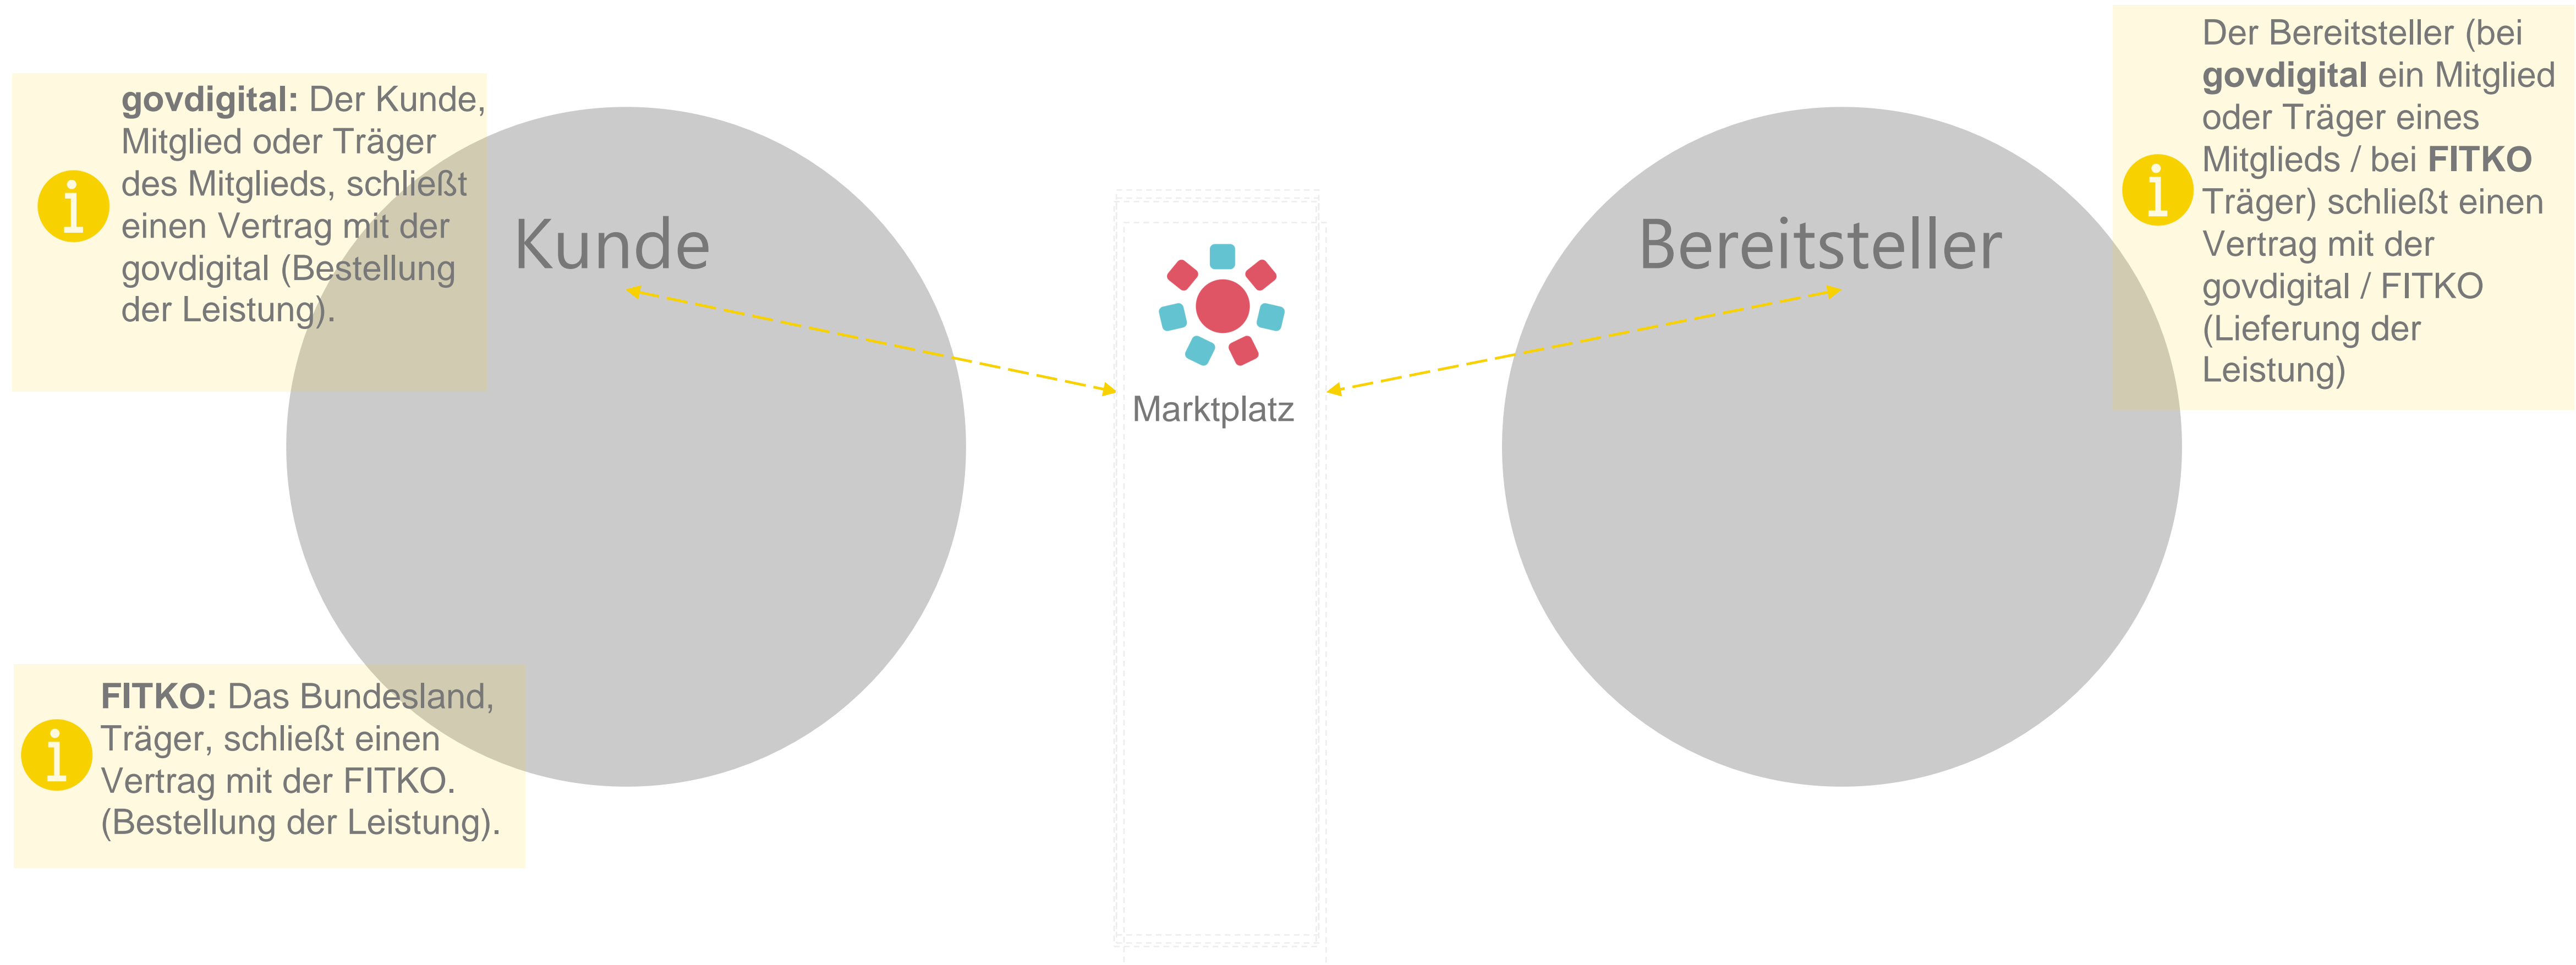 govdigital: Der Kunde,
Mitglied oder Träger
des Mitglieds, schließt
einen Vertrag mit der
govdigital (Bestellung
der Leistung).
Kunde
Marktplatz
Bereitsteller
Der Bereitsteller (bei
govdigital ein Mitglied
oder Träger eines
Mitglieds / bei FITKO
Träger) schließt einen
Vertrag mit der
govdigital / FITKO
(Lieferung der
Leistung)
FITKO: Das Bundesland,
Träger, schließt einen
Vertrag mit der FITKO.
(Bestellung der Leistung).